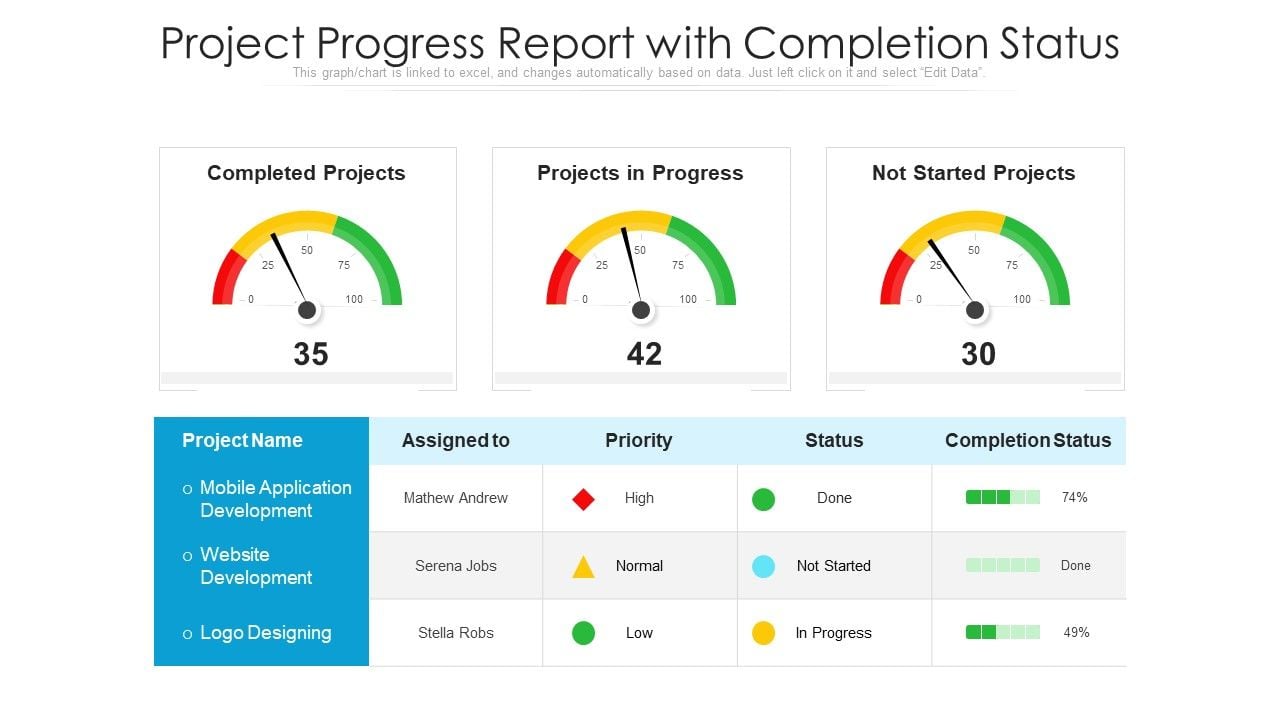 Project Progress Report with Completion Status
This graph/chart is linked to excel, and changes automatically based on data. Just left click on it and select “Edit Data”.
Completed Projects
0
25
50
75
100
35
Projects in Progress
0
25
50
75
100
42
Not Started Projects
0
25
50
75
100
30
Project Name Assigned to Priority Status Completion Status
Mobile Application
Development
Mathew Andrew High Done 74%
Website
Development
Serena Jobs Normal Not Started Done
Logo Designing Stella Robs Low In Progress 49%